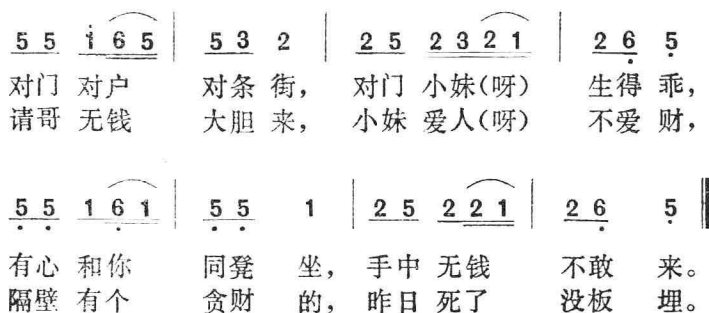 5 5 i 6 5 | 5 3 2 | 2 5 2 3 2 1 | 2 6 5
对门 对户 对条 街, 对门 小妹(呀) 生得 乖,
请哥 无钱 大胆 来, 小妹 爱人(呀) 不爱 财,
5 5 1 6 1 | 5 5 1 | 2 5 2 2 1 | 2 6 5
有心 和你 同凳 坐, 手中 无钱 不敢 来。
隔壁 有个 贪财 的, 昨日 死了 没板 埋。